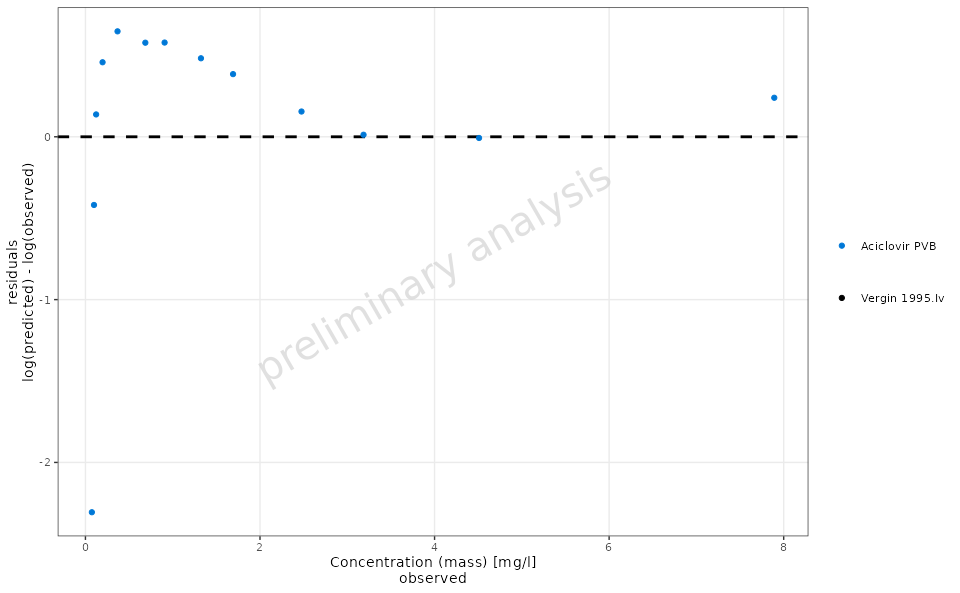 0
-1
-2
residuals
log(predicted) - log(observed)
preliminary analysis
0
2
4
6
8
Concentration (mass) [mg/l]
observed
Aciclovir PVB
Vergin 1995.Iv